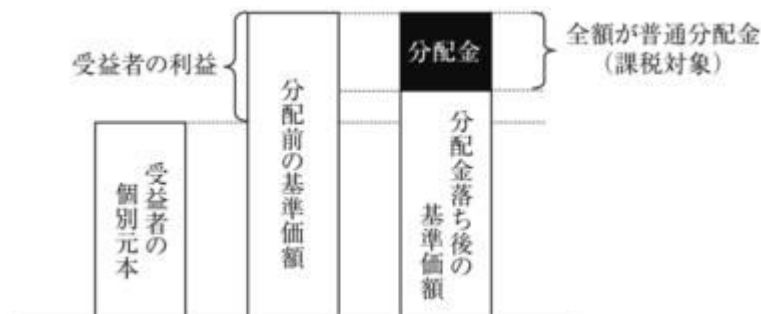 受益者の利益
分配金
全額が普通分配金
（課税対象）
受益者の
個別元本
分配前の基準価額
分配金落ち後の
基準価額